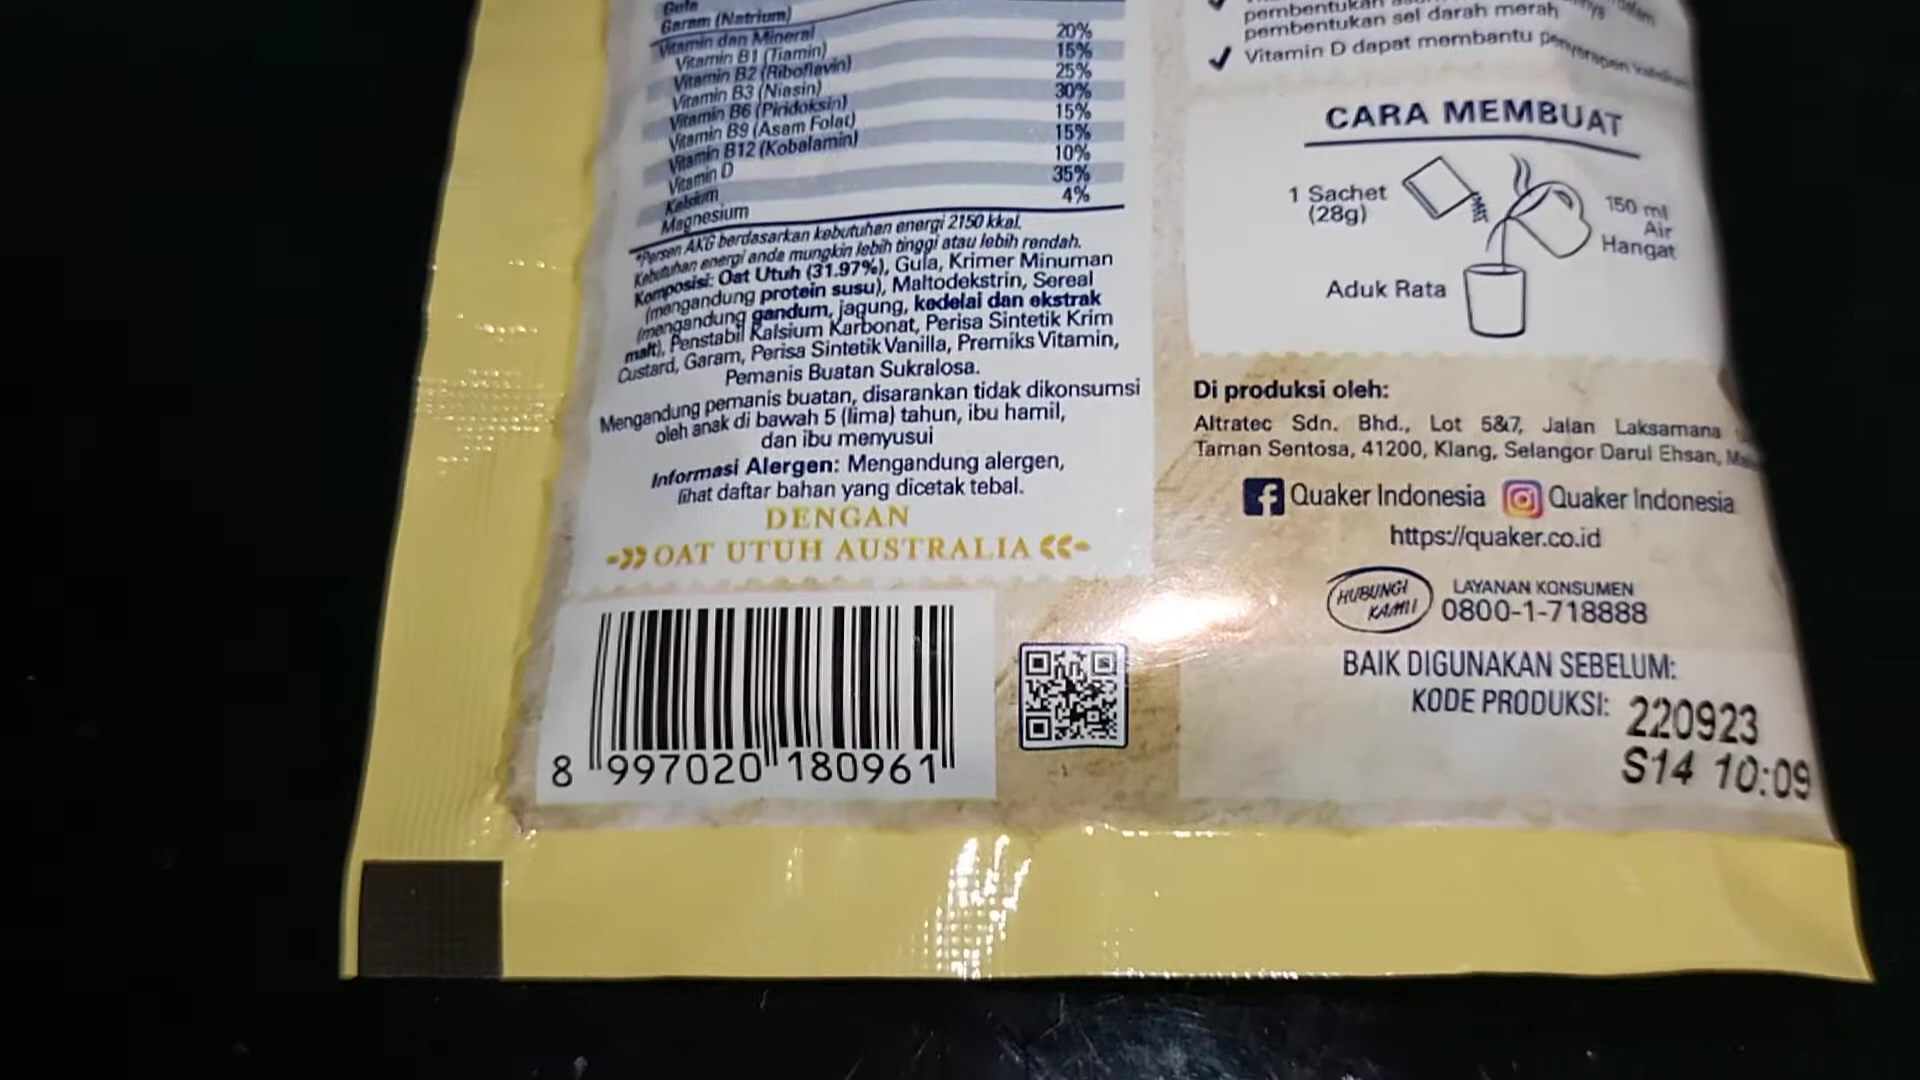 Gula
Garam (Natrium)
Vitamin dan Mineral
Vitamin B1 (Tiamin) 20%
Vitamin B2 (Riboflavin) 15%
Vitamin B3 (Niasin) 25%
Vitamin B6 (Piridoksin) 30%
Vitamin B9 (Asam Folat) 15%
Vitamin B12 (Kobalamin) 15%
Vitamin D 10%
Kalsium 35%
Magnesium 4%
*Persen AKG berdasarkan kebutuhan energi 2150 kkal.
Kebutuhan energi anda mungkin lebih tinggi atau lebih rendah.
Komposisi: Oat Utuh (31.97%), Gula, Krimer Minuman
(mengandung protein susu), Maltodekstrin, Sereal
(mengandung gandum, jagung, kedelai dan ekstrak
malt), Penstabil Kalsium Karbonat, Perisa Sintetik Krim
Custard, Garam, Perisa Sintetik Vanilla, Premiks Vitamin,
Pemanis Buatan Sukralosa.
Mengandung pemanis buatan, disarankan tidak dikonsumsi
oleh anak di bawah 5 (lima) tahun, ibu hamil,
dan ibu menyusui
Informasi Alergen: Mengandung alergen,
lihat daftar bahan yang dicetak tebal.
DENGAN
OAT UTUH AUSTRALIA
8 997020 180961
pembentukan
pembentukan sel darah merah
✓ Vitamin D dapat membantu penyerapan
CARA MEMBUAT
1 Sachet
(28g)
150 ml
Air
Hangat
Aduk Rata
Di produksi oleh:
Altratec Sdn. Bhd., Lot 5&7, Jalan Laksamana
Taman Sentosa, 41200, Klang, Selangor Darul Ehsan,
Quaker Indonesia Quaker Indonesia
https://quaker.co.id
HUBUNGI
KAMI!
LAYANAN KONSUMEN
0800-1-718888
BAIK DIGUNAKAN SEBELUM:
KODE PRODUKSI:
220923
S14 10:09